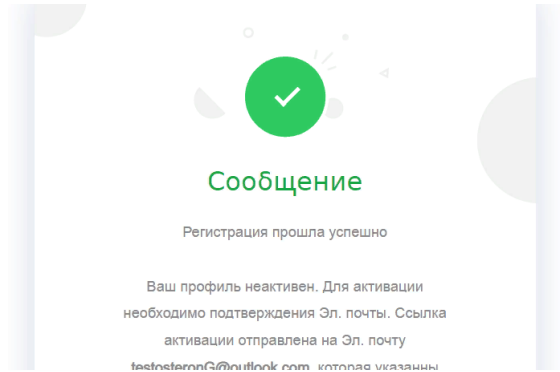 Сообщение
Регистрация прошла успешно
Ваш профиль неактивен. Для активации
необходимо подтверждения Эл. почты. Ссылка
активации отправлена на Эл. почту
testosteronG@outlook.com, которая указанны